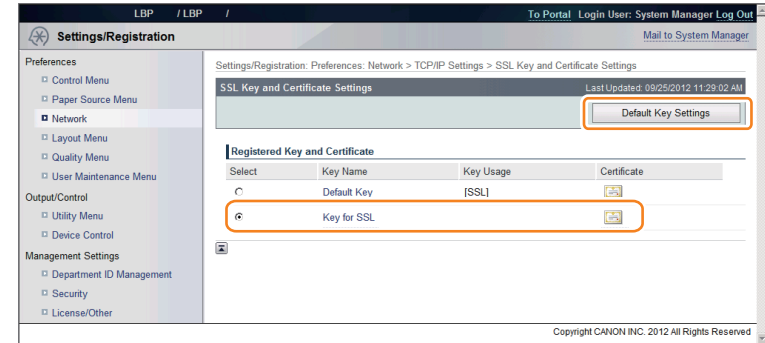 LBP / LBP /
To Portal Login User: System Manager Log Out
Settings/Registration
Mail to System Manager
Preferences
Control Menu
Paper Source Menu
Network
Layout Menu
Quality Menu
User Maintenance Menu
Output/Control
Utility Menu
Device Control
Management Settings
Department ID Management
Security
License/Other
Settings/Registration: Preferences: Network > TCP/IP Settings > SSL Key and Certificate Settings
SSL Key and Certificate Settings
Last Updated: 09/25/2012 11:29:02 AM
Default Key Settings
Registered Key and Certificate
Select Key Name Key Usage Certificate
Default Key [SSL]
Key for SSL
Copyright CANON INC. 2012 All Rights Reserved